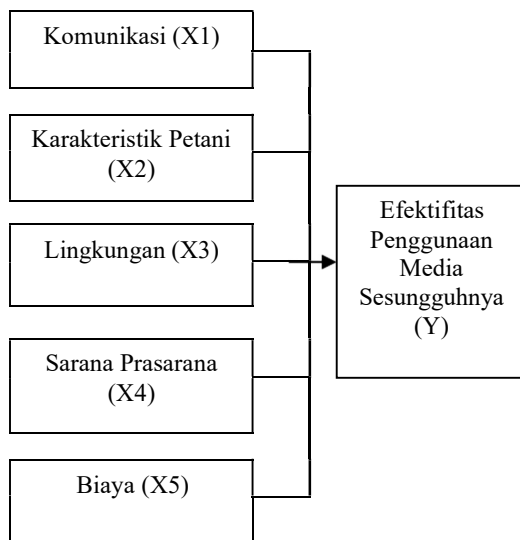 Komunikasi (X1)
Karakteristik Petani
(X2)
Lingkungan (X3)
Sarana Prasarana
(X4)
Biaya (X5)
Efektifitas
Penggunaan
Media
Sesungguhnya
(Y)